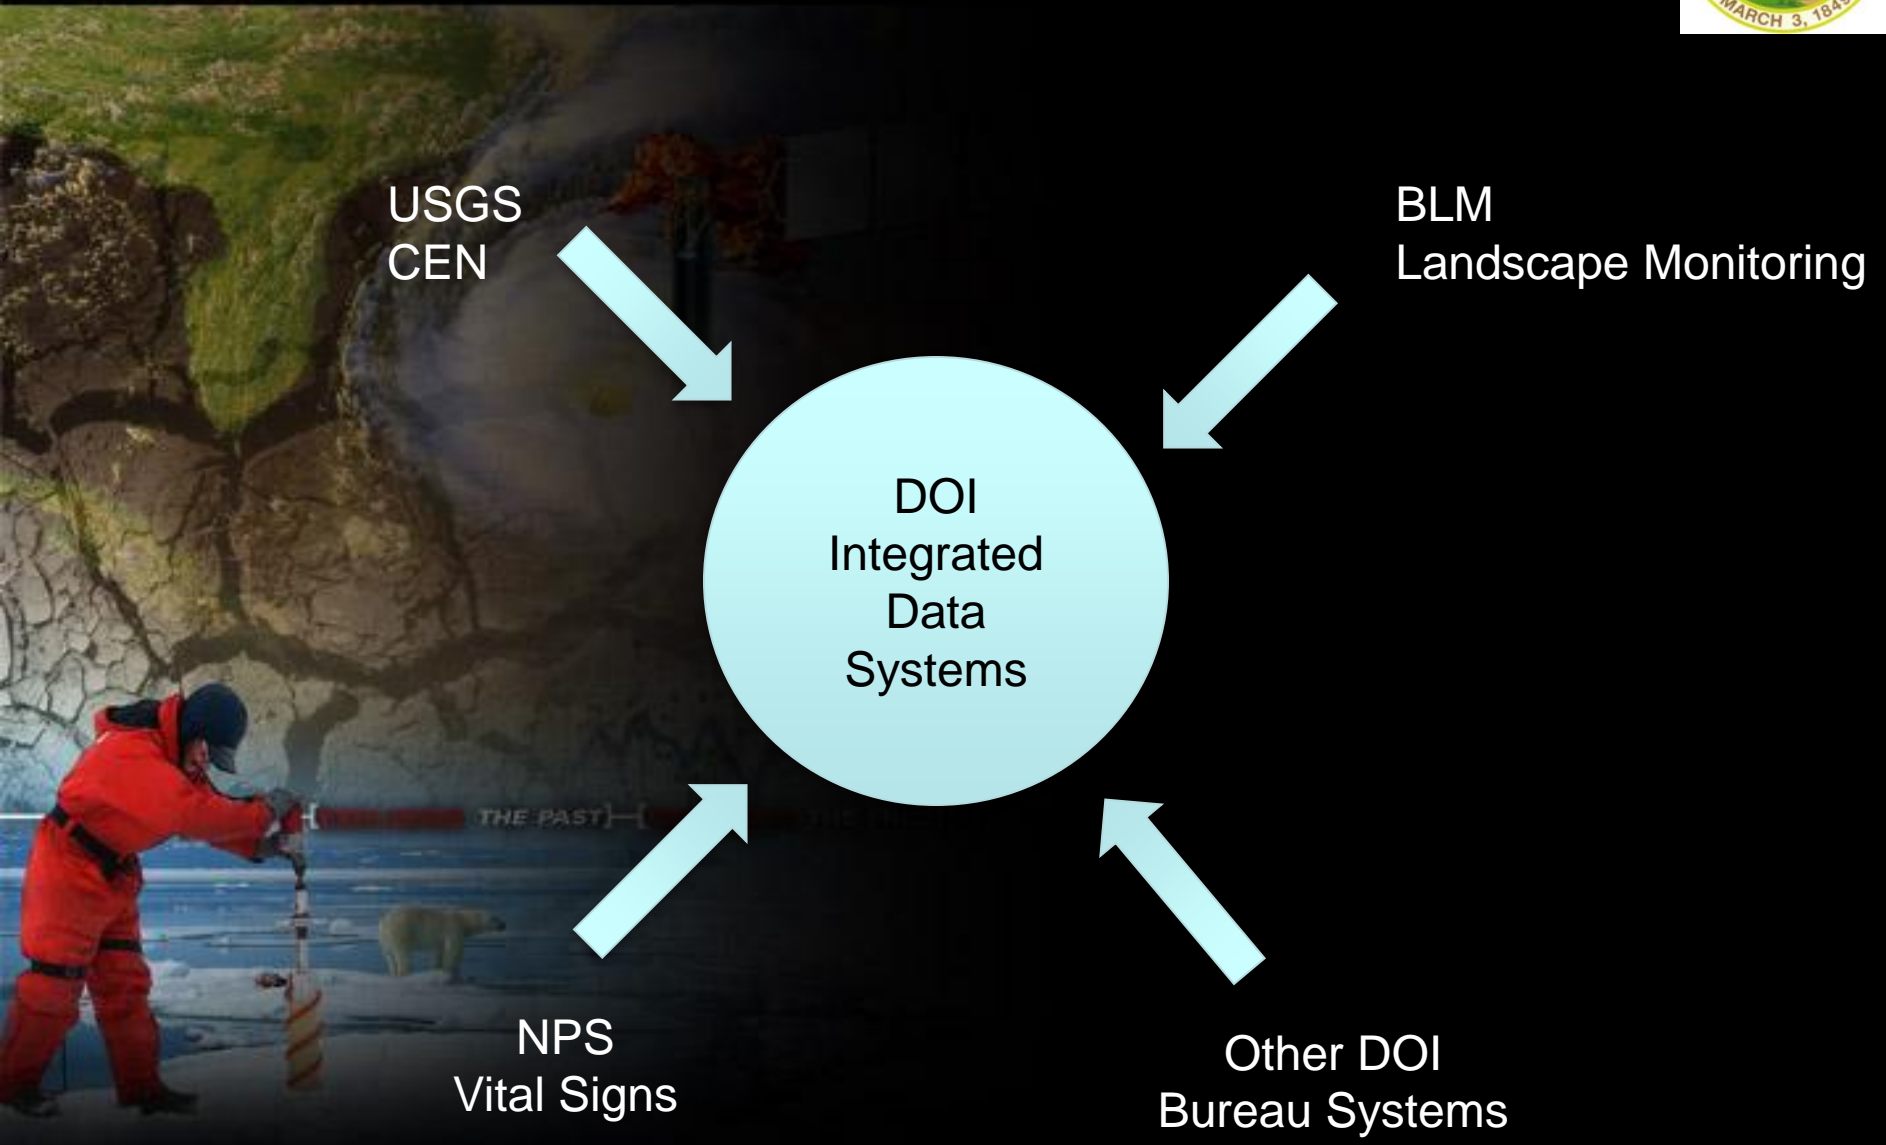 MARCH 3, 1849
USGS
CEN
BLM
Landscape Monitoring
DOI
Integrated
Data
Systems
THE PAST
NPS
Vital Signs
Other DOI
Bureau Systems